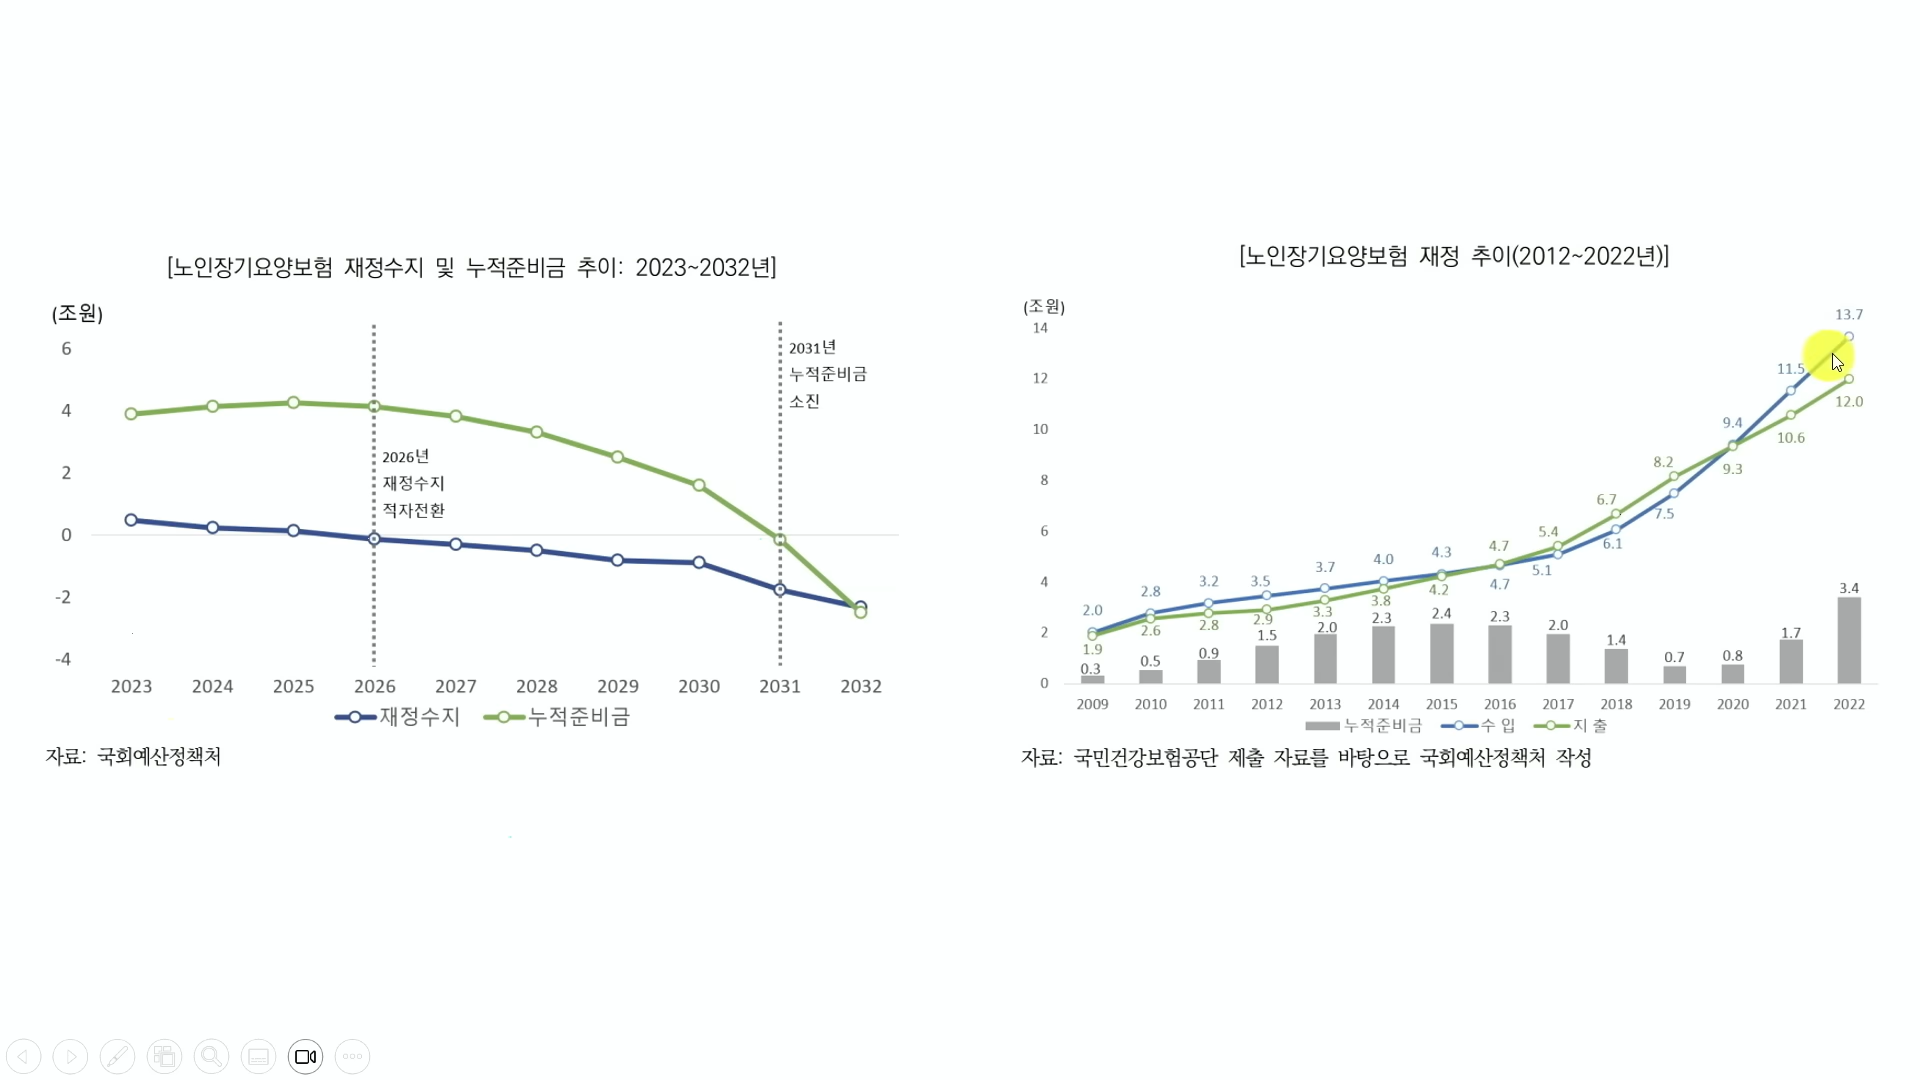 [노인장기요양보험 재정수지 및 누적준비금 추이: 2023~2032년]
(조원)
6
4
2
0
-2
-4
2026년
재정수지
적자전환
2031년
누적준비금
소진
2023 2024 2025 2026 2027 2028 2029 2030 2031 2032
재정수지 누적준비금
자료: 국회예산정책처
[노인장기요양보험 재정 추이(2012~2022년)]
(조원)
14
12
10
8
6
4
2
0
2.0 2.8 3.2 3.5 3.7 4.0 4.3 4.7 5.1 6.1 7.5 9.4 11.5 13.7
1.9 2.6 2.8 2.9 3.3 3.8 4.2 4.7 5.4 6.7 8.2 9.3 10.6 12.0
0.3 0.5 0.9 1.5 2.0 2.3 2.4 2.3 2.0 1.4 0.7 0.8 1.7 3.4
2009 2010 2011 2012 2013 2014 2015 2016 2017 2018 2019 2020 2021 2022
누적준비금 수 입 지 출
자료: 국민건강보험공단 제출 자료를 바탕으로 국회예산정책처 작성